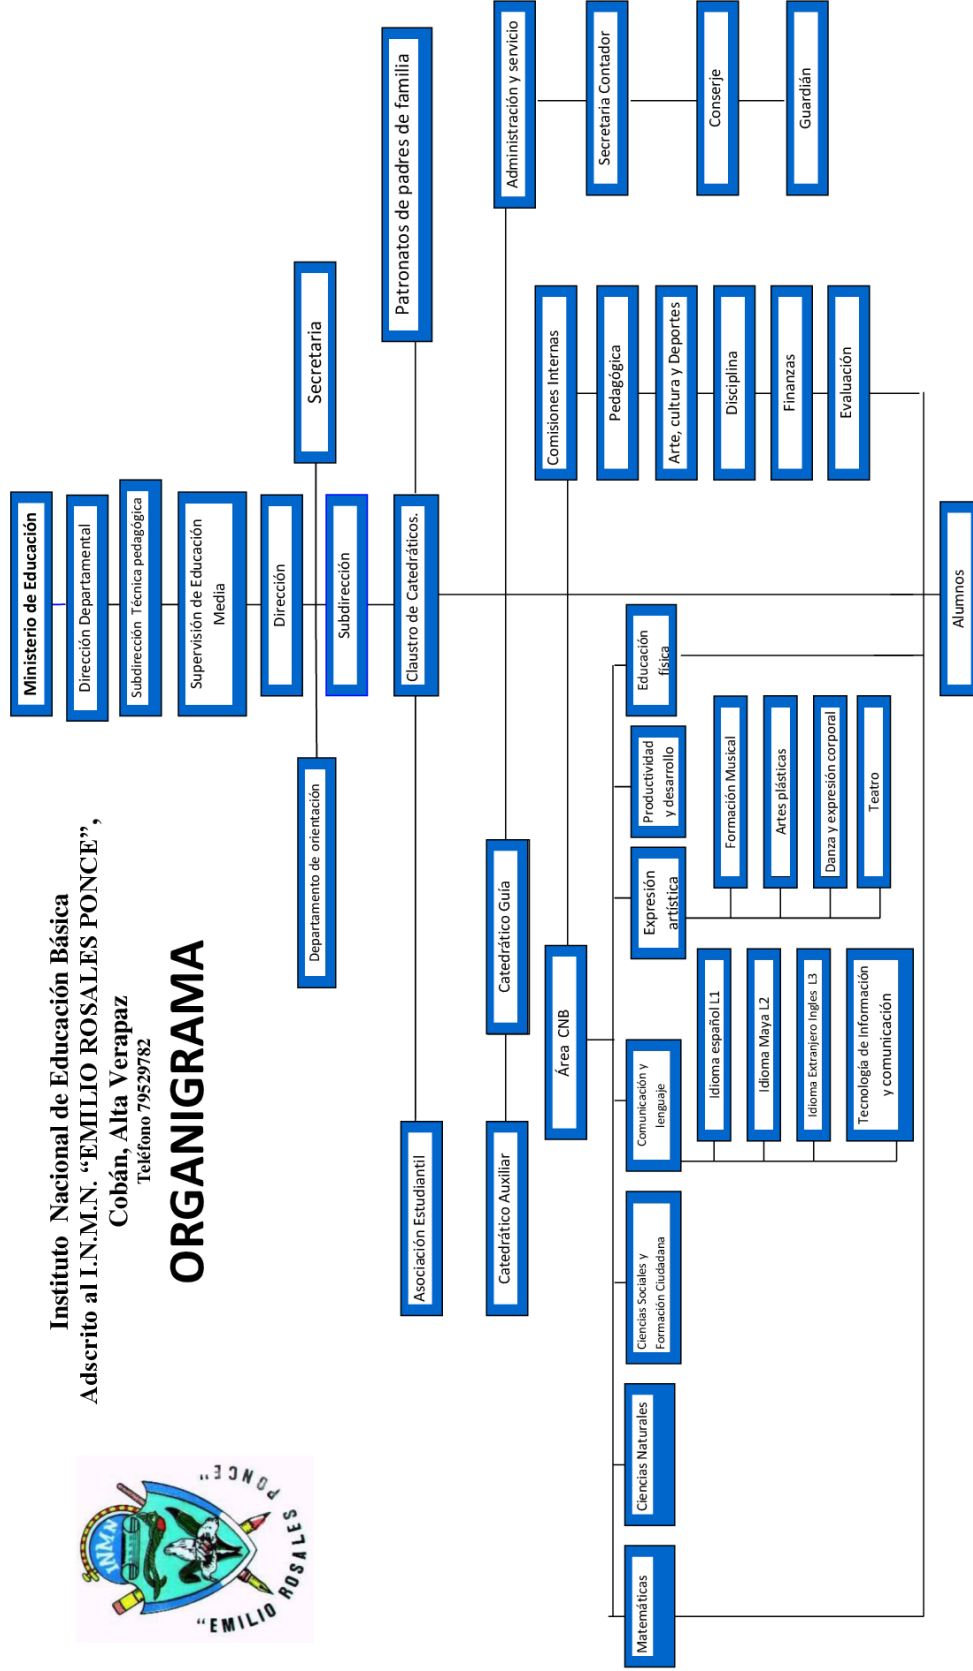 Instituto Nacional de Educación Básica
Adscrito al I.N.M.N. “EMILIO ROSALES PONCE”,
Cobán, Alta Verapaz
Teléfono 79529782
ORGANIGRAMA
INMN
"EMILIO ROSALES PONCE"
Ministerio de Educación
Dirección Departamental
Subdirección Técnica pedagógica
Supervisión de Educación
Media
Dirección
Departamento de orientación
Secretaria
Subdirección
Asociación Estudiantil
Claustro de Catedráticos.
Patronatos de padres de familia
Catedrático Auxiliar
Catedrático Guía
Administración y servicio
Área CNB
Comisiones Internas
Secretaria Contador
Pedagógica
Conserje
Arte, cultura y Deportes
Guardián
Disciplina
Finanzas
Evaluación
Matemáticas
Ciencias Naturales
Ciencias Sociales y
Formación Ciudadana
Comunicación y
lenguaje
Expresión
artística
Productividad
y desarrollo
Educación
física
Idioma español L1
Idioma Maya L2
Idioma Extranjero Ingles L3
Tecnología de Información
y comunicación
Formación Musical
Artes plásticas
Danza y expresión corporal
Teatro
Alumnos